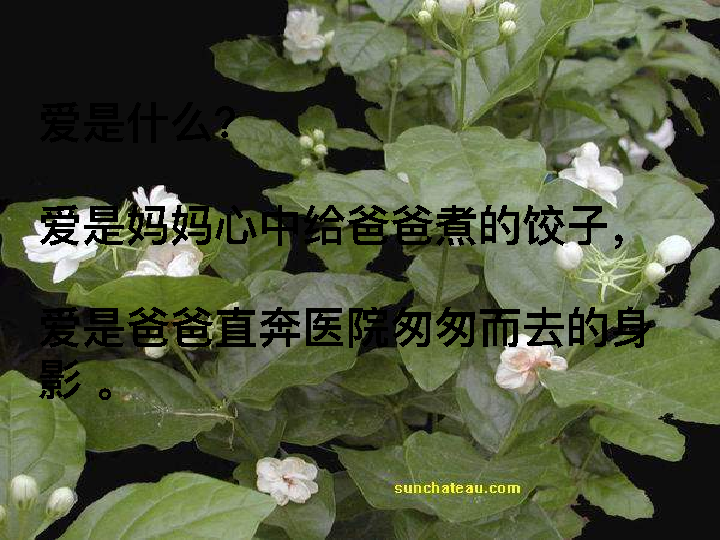 爱是什么?
爱是妈妈心中给爸爸煮的饺子,
爱是爸爸直奔医院匆匆而去的身
影 。
sunchateau.com